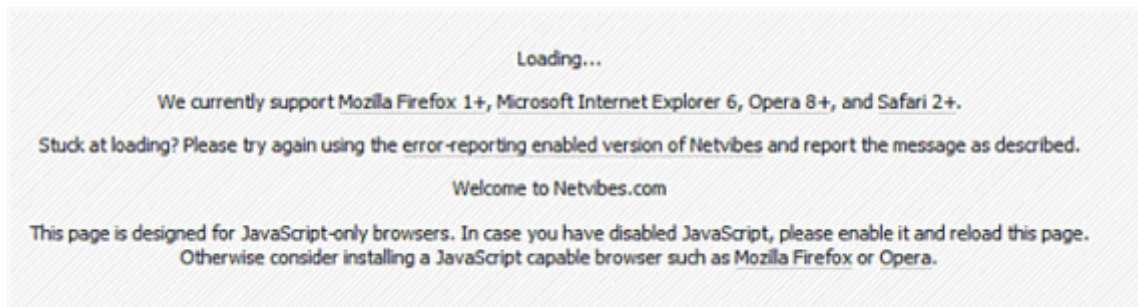 Loading...
We currently support Mozilla Firefox 1+, Microsoft Internet Explorer 6, Opera 8+, and Safari 2+.
Stuck at loading? Please try again using the error-reporting enabled version of Netvibes and report the message as described.
Welcome to Netvibes.com
This page is designed for JavaScript-only browsers. In case you have disabled JavaScript, please enable it and reload this page.
Otherwise consider installing a JavaScript capable browser such as Mozilla Firefox or Opera.